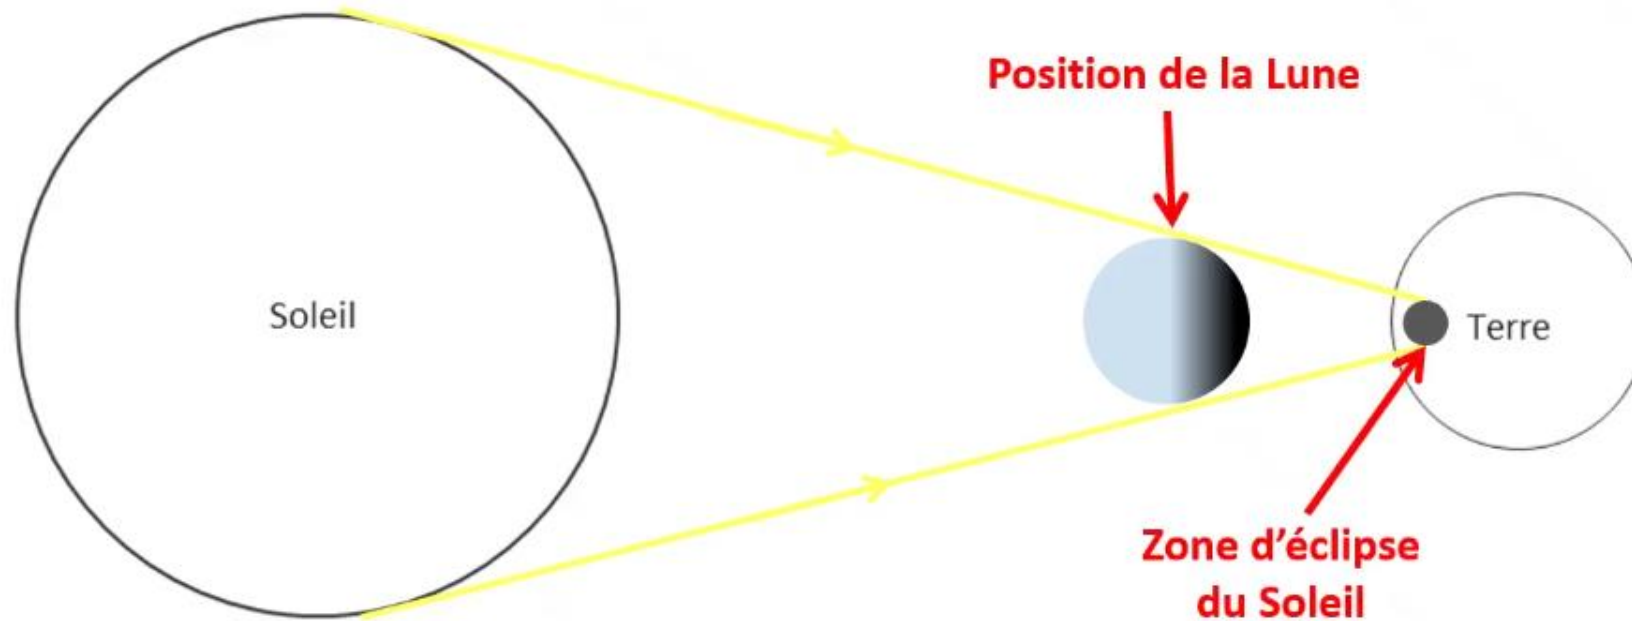 Position de la Lune
Soleil
Terre
Zone d'éclipse
du Soleil